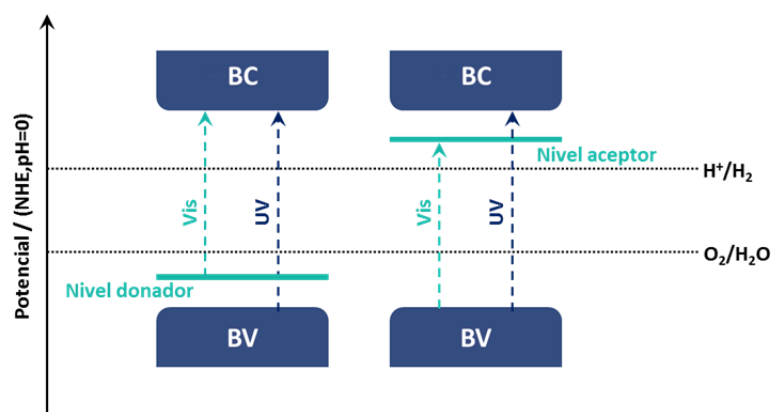 Potencial / (NHE,pH=0)
BC
BC
Nivel aceptor
H⁺/H₂
Vis
UV
Vis
UV
O₂/H₂O
Nivel donador
BV
BV